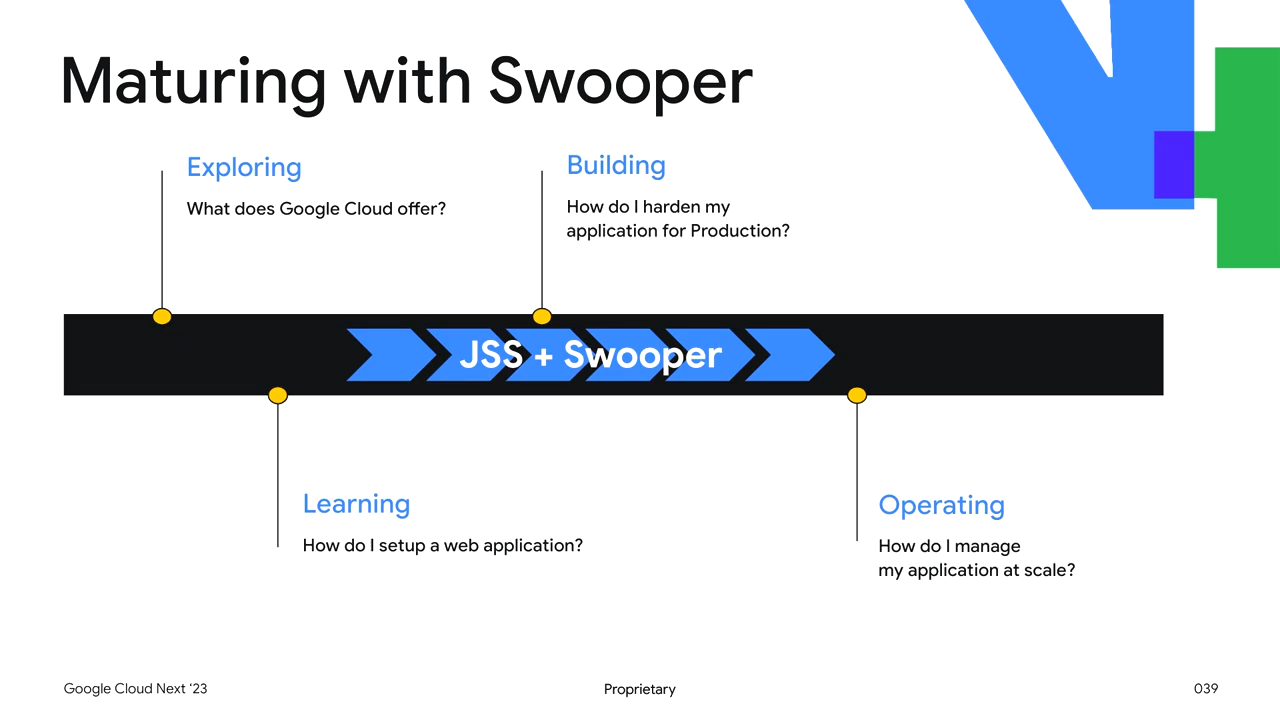 Maturing with Swooper
Exploring
What does Google Cloud offer?
Building
How do I harden my
application for Production?
JSS + Swooper
Learning
How do I setup a web application?
Operating
How do I manage
my application at scale?
Google Cloud Next ‘23
Proprietary
039